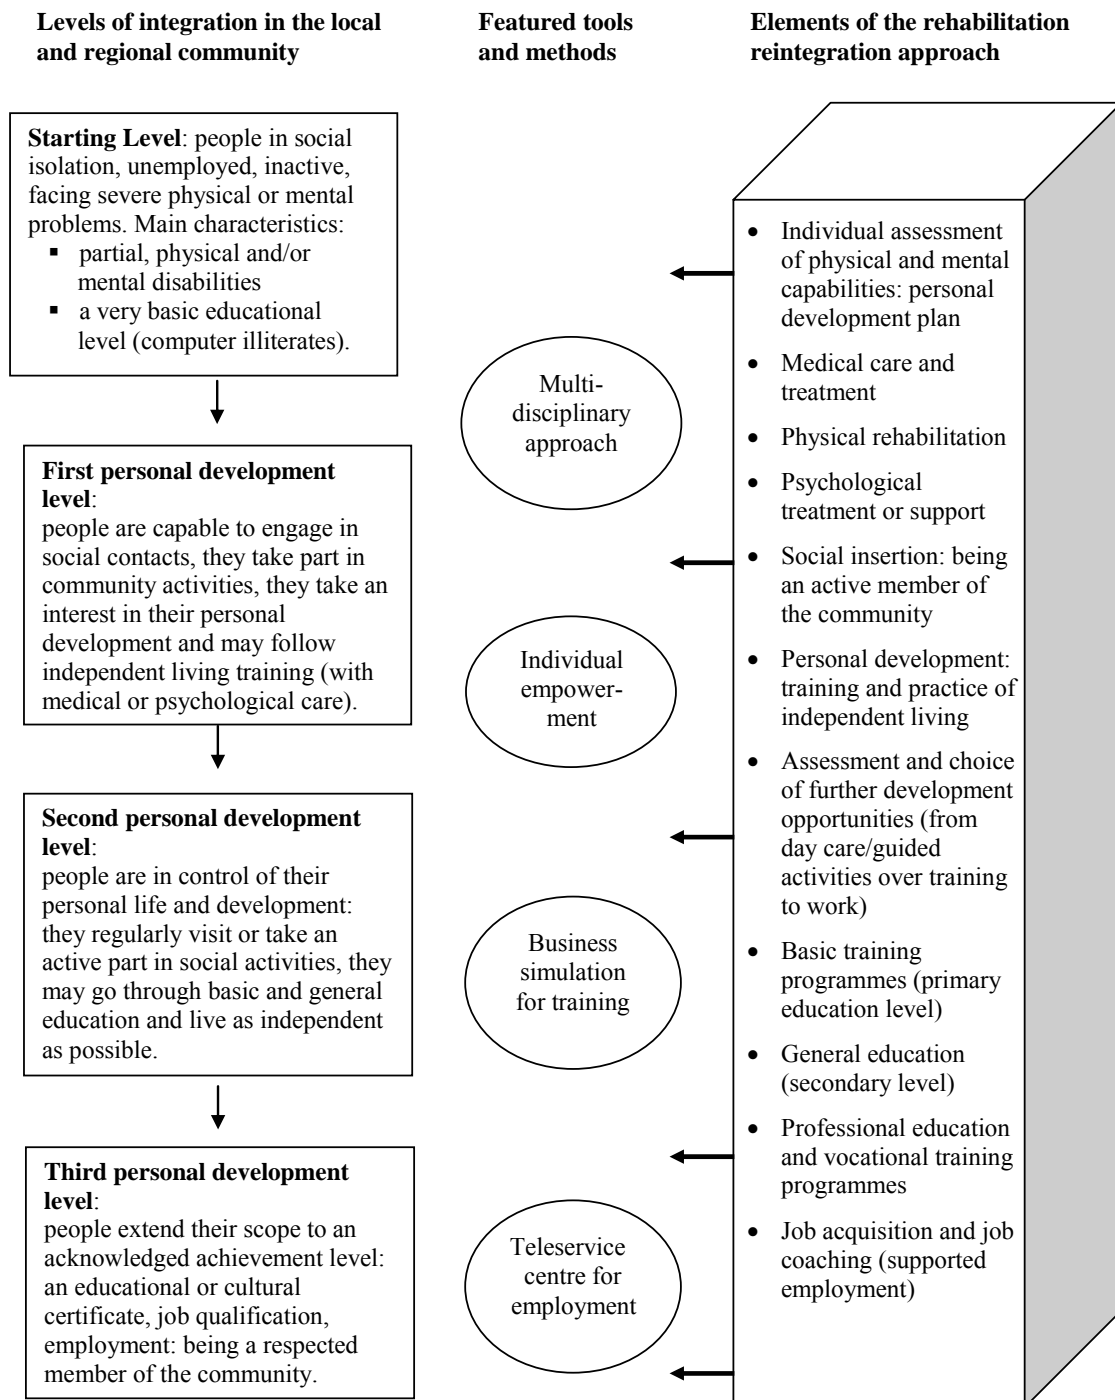 Levels of integration in the local
and regional community
Featured tools
and methods
Elements of the rehabilitation
reintegration approach
Starting Level: people in social
isolation, unemployed, inactive,
facing severe physical or mental
problems. Main characteristics:
▪ partial, physical and/or
mental disabilities
▪ a very basic educational
level (computer illiterates).
First personal development
level:
people are capable to engage in
social contacts, they take part in
community activities, they take an
interest in their personal
development and may follow
independent living training (with
medical or psychological care).
Second personal development
level:
people are in control of their
personal life and development:
they regularly visit or take an
active part in social activities, they
may go through basic and general
education and live as independent
as possible.
Third personal development
level:
people extend their scope to an
acknowledged achievement level:
an educational or cultural
certificate, job qualification,
employment: being a respected
member of the community.
Multi-
disciplinary
approach
Individual
empower-
ment
Business
simulation
for training
Teleservice
centre for
employment
• Individual assessment
of physical and mental
capabilities: personal
development plan
• Medical care and
treatment
• Physical rehabilitation
• Psychological
treatment or support
• Social insertion: being
an active member of
the community
• Personal development:
training and practice of
independent living
• Assessment and choice
of further development
opportunities (from
day care/guided
activities over training
to work)
• Basic training
programmes (primary
education level)
• General education
(secondary level)
• Professional education
and vocational training
programmes
• Job acquisition and job
coaching (supported
employment)